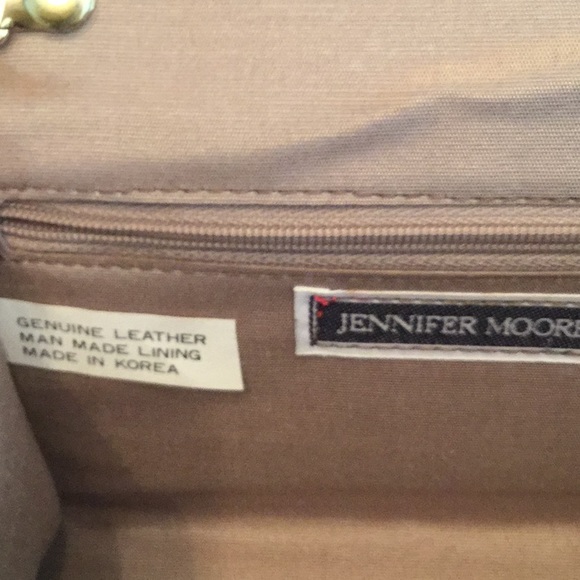 GENUINE LEATHER
MAN MADE LINING
MADE IN KOREA
JENNIFER MOORE